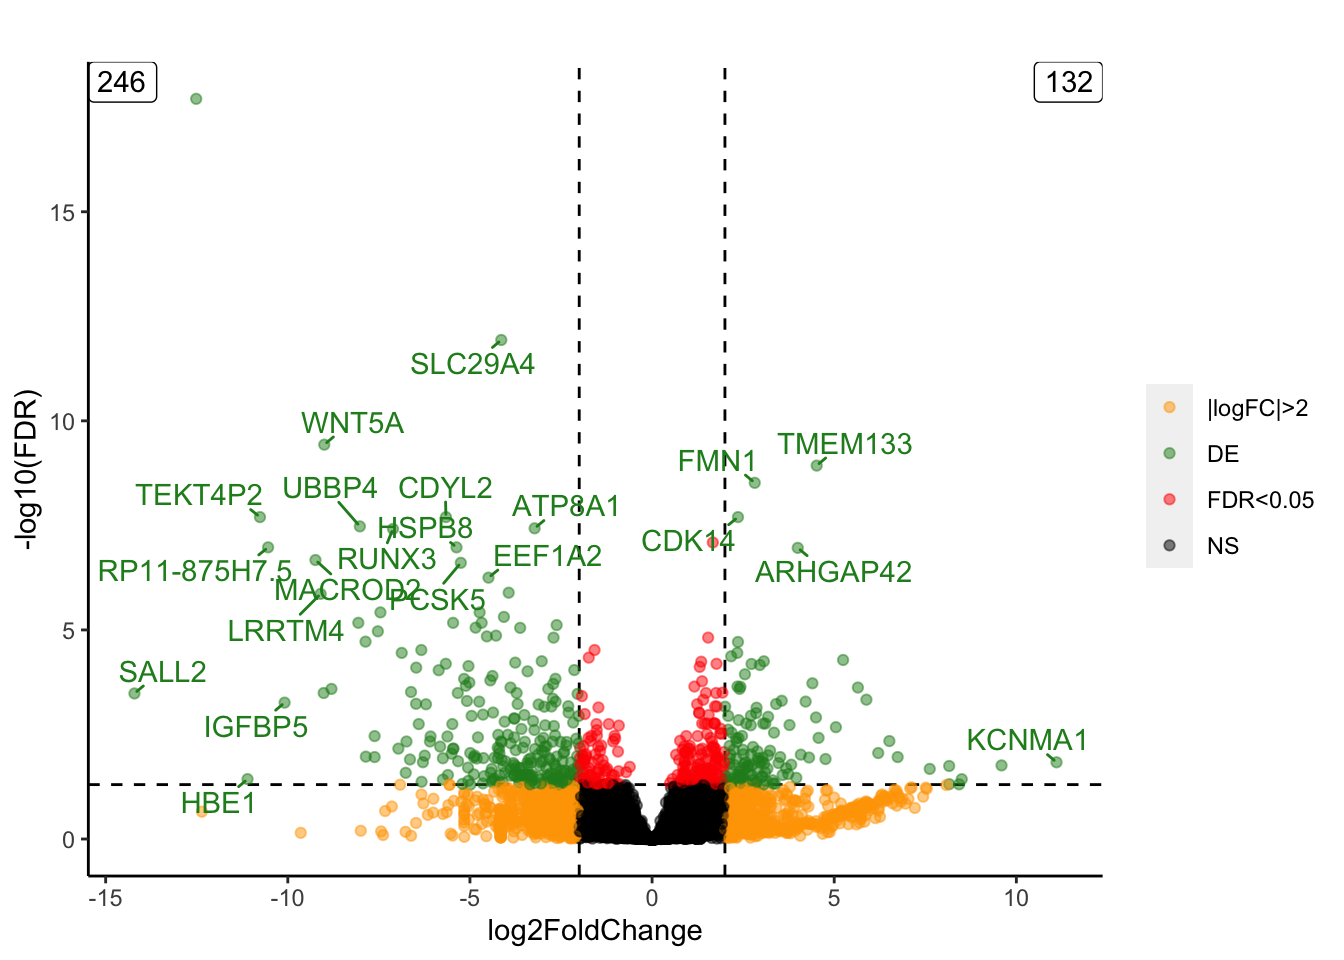 246
132
15
SLC29A4
10
WNT5A
TMEM133
FMN1
TEKT4P2
UBBP4
CDYL2
ATP8A1
HSPB8
CDK14
RUNX3
EEF1A2
RP11-875H7.5
ARHGAP42
MACROD2
PCSK5
5
LRRTM4
SALL2
IGFBP5
KCNMA1
HBE1
0
-15
-10
-5
0
5
10
log2FoldChange
-log10(FDR)
|logFC|>2
DE
FDR<0.05
NS